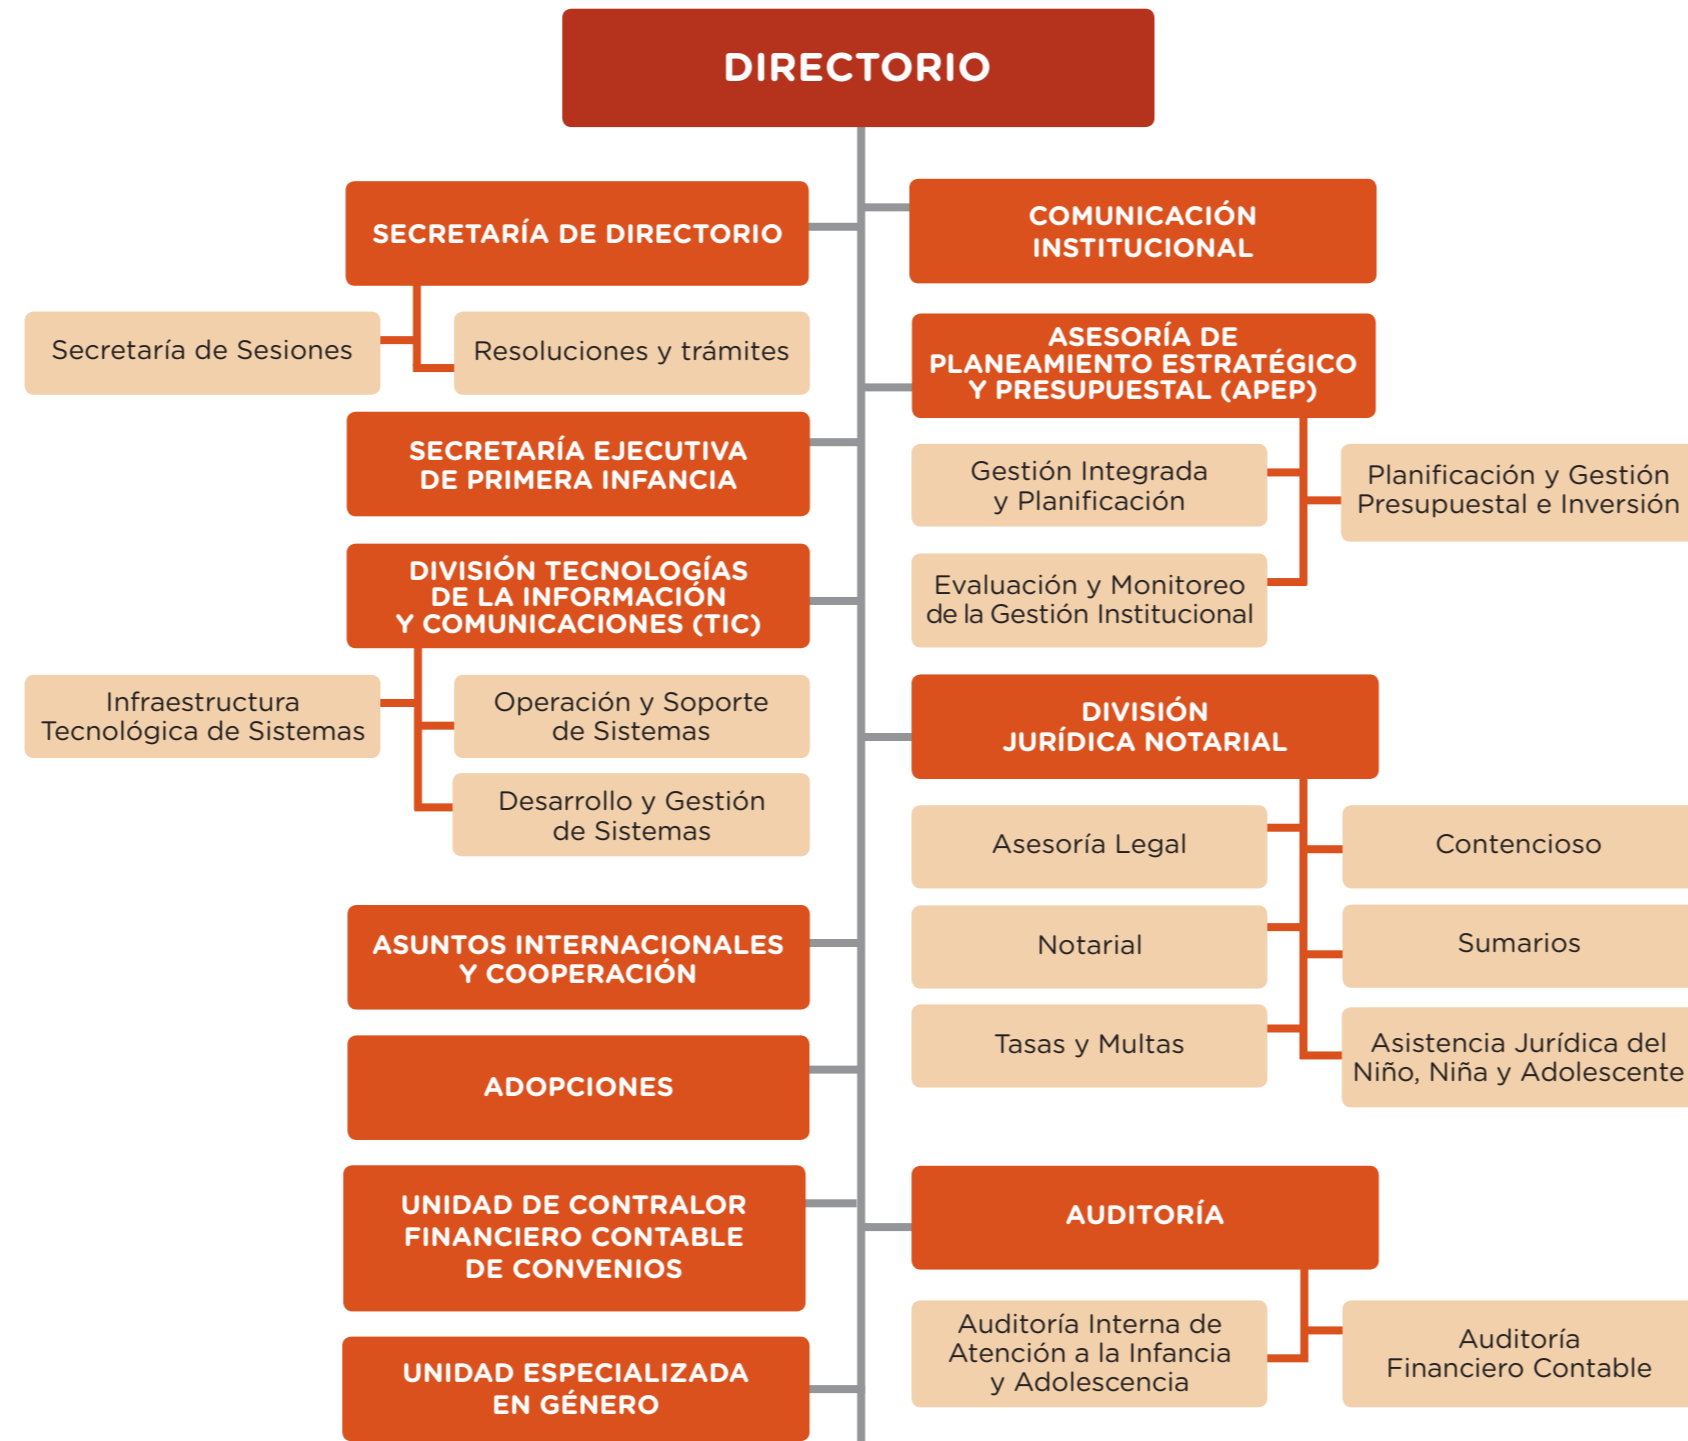 DIRECTORIO
SECRETARÍA DE DIRECTORIO
Secretaría de Sesiones
Resoluciones y trámites
SECRETARÍA EJECUTIVA
DE PRIMERA INFANCIA
DIVISIÓN TECNOLOGÍAS
DE LA INFORMACIÓN
Y COMUNICACIONES (TIC)
Infraestructura
Tecnológica de Sistemas
Operación y Soporte
de Sistemas
Desarrollo y Gestión
de Sistemas
ASUNTOS INTERNACIONALES
Y COOPERACIÓN
ADOPCIONES
UNIDAD DE CONTRALOR
FINANCIERO CONTABLE
DE CONVENIOS
UNIDAD ESPECIALIZADA
EN GÉNERO
COMUNICACIÓN
INSTITUCIONAL
ASESORÍA DE
PLANEAMIENTO ESTRATÉGICO
Y PRESUPUESTAL (APEP)
Gestión Integrada
y Planificación
Planificación y Gestión
Presupuestal e Inversión
Evaluación y Monitoreo
de la Gestión Institucional
DIVISIÓN
JURÍDICA NOTARIAL
Asesoría Legal
Contencioso
Notarial
Sumarios
Tasas y Multas
Asistencia Jurídica del
Niño, Niña y Adolescente
AUDITORÍA
Auditoría Interna de
Atención a la Infancia
y Adolescencia
Auditoría
Financiero Contable